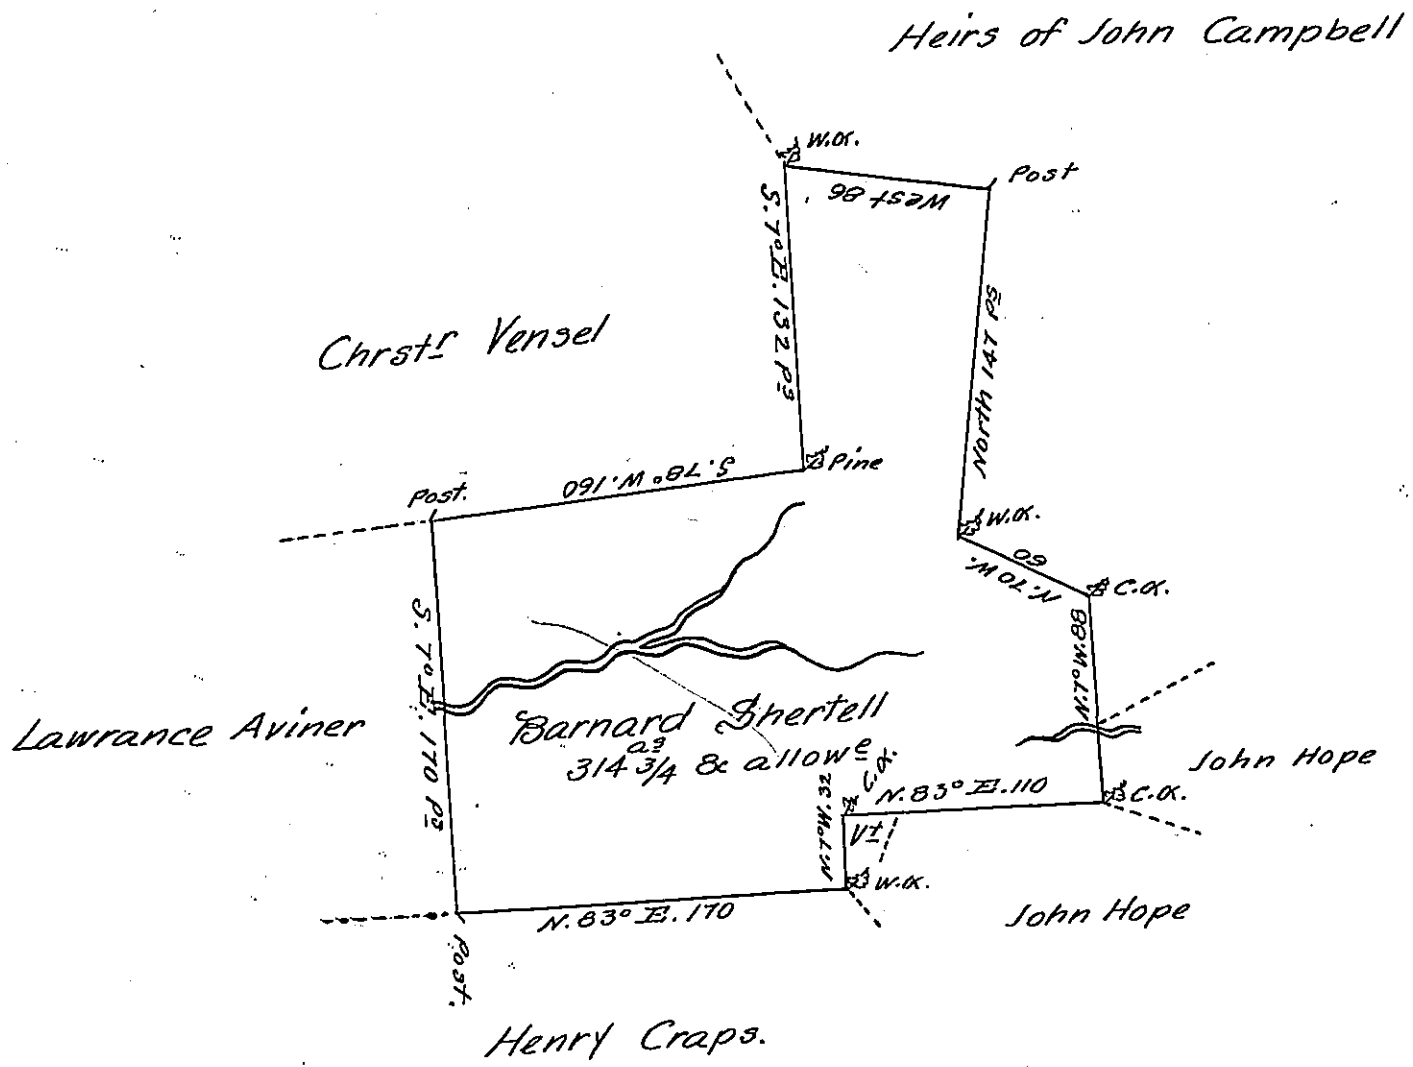 Heirs of John Campbell
W.O.
Post
West 86
S. 7° E. 132 Ps
North 147 ps
Chrstr Vensel
Pine
S. 78° W. 160
Post.
W.O.
60
N. 70 W.
C.O.
N. 7° W. 88
S. 7° E. 170 Ps
Lawrance Aviner
Barnard Shertell
as
314 3/4 & allowe
C.O.
John Hope
N. 83° E. 110
C.O.
N. 7° W. 32
Vt
W.O.
N. 83° E. 170
John Hope
Post.
Henry Craps.